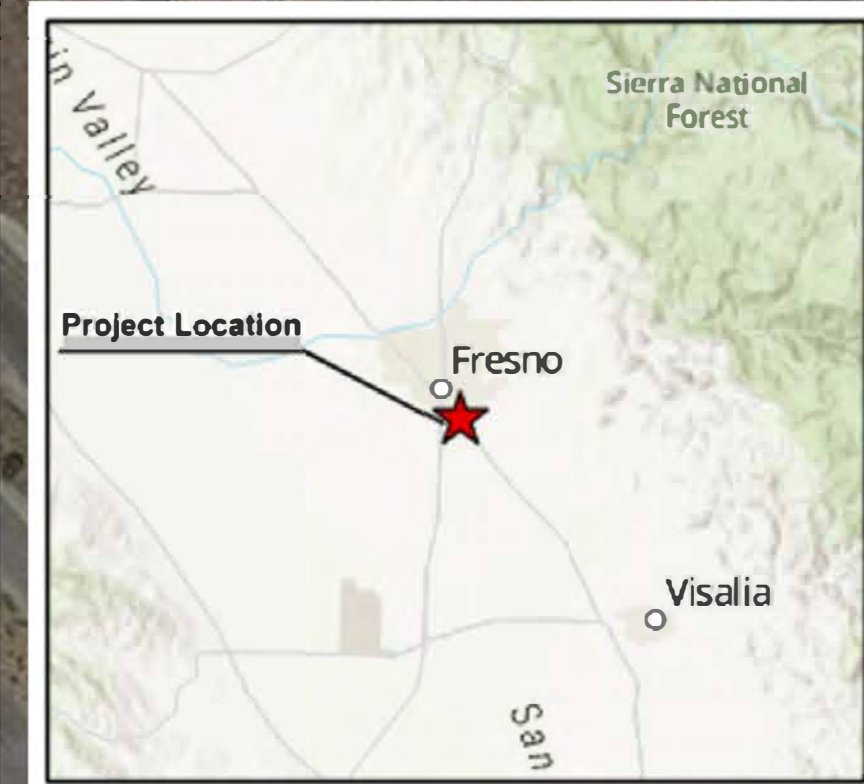 in Valley
Sierra National
Forest
Project Location
Fresno
Visalia
San